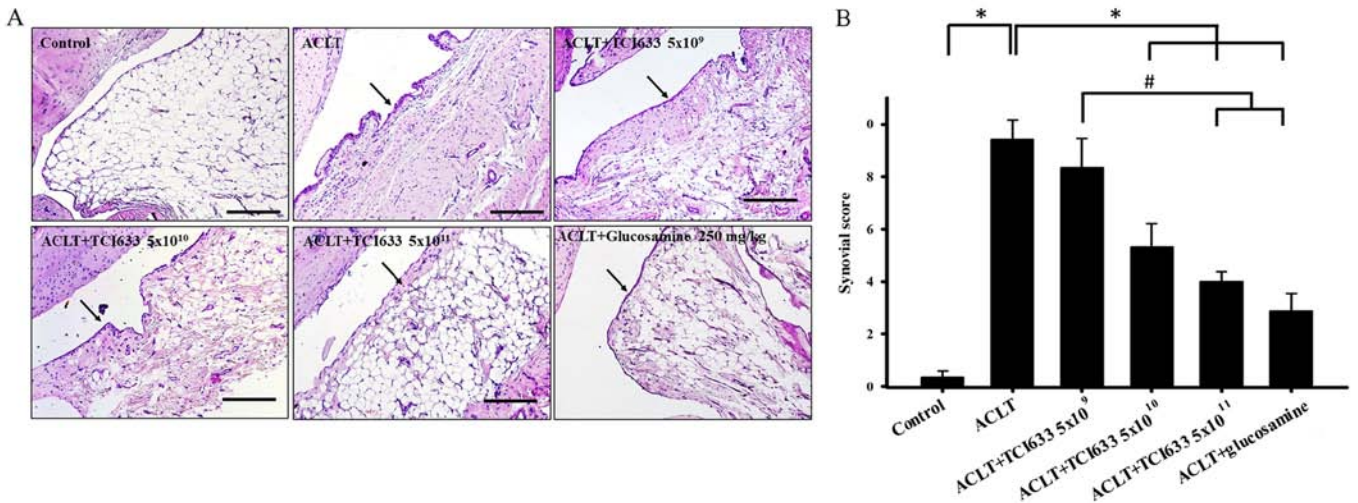 A
Control
ACLT
ACLT+TCI633 5x10⁹
ACLT+TCI633 5x10¹⁰
ACLT+TCI633 5x10¹¹
ACLT+Glucosamine 250 mg/kg
B
* *
#
Synovial score
0
8
6
4
2
0
Control
ACLT
ACLT+TCI633 5x10⁹
ACLT+TCI633 5x10¹⁰
ACLT+TCI633 5x10¹¹
ACLT+glucosamine